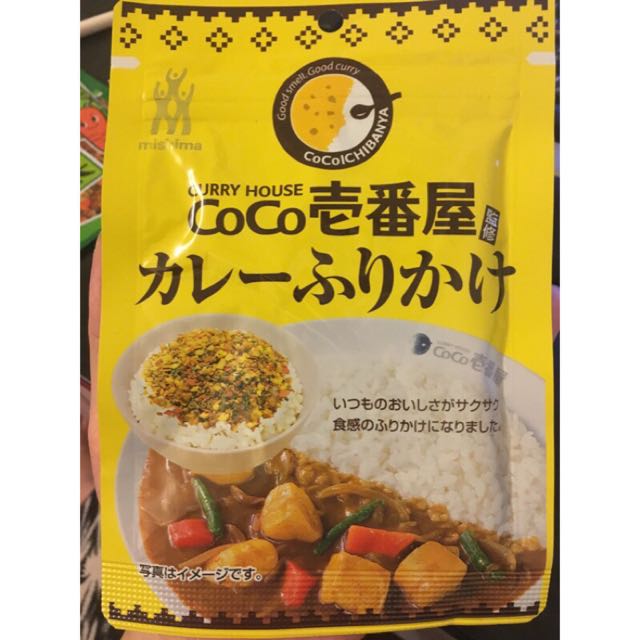 Good smell. Good curry
CoCoICHIBANYA
mishima
CURRY HOUSE
CoCo壱番屋
監修
カレーふりかけ
CURRY HOUSE
CoCo壱番屋
いつものおいしさがサクサク
食感のふりかけになりました。
写真はイメージです。